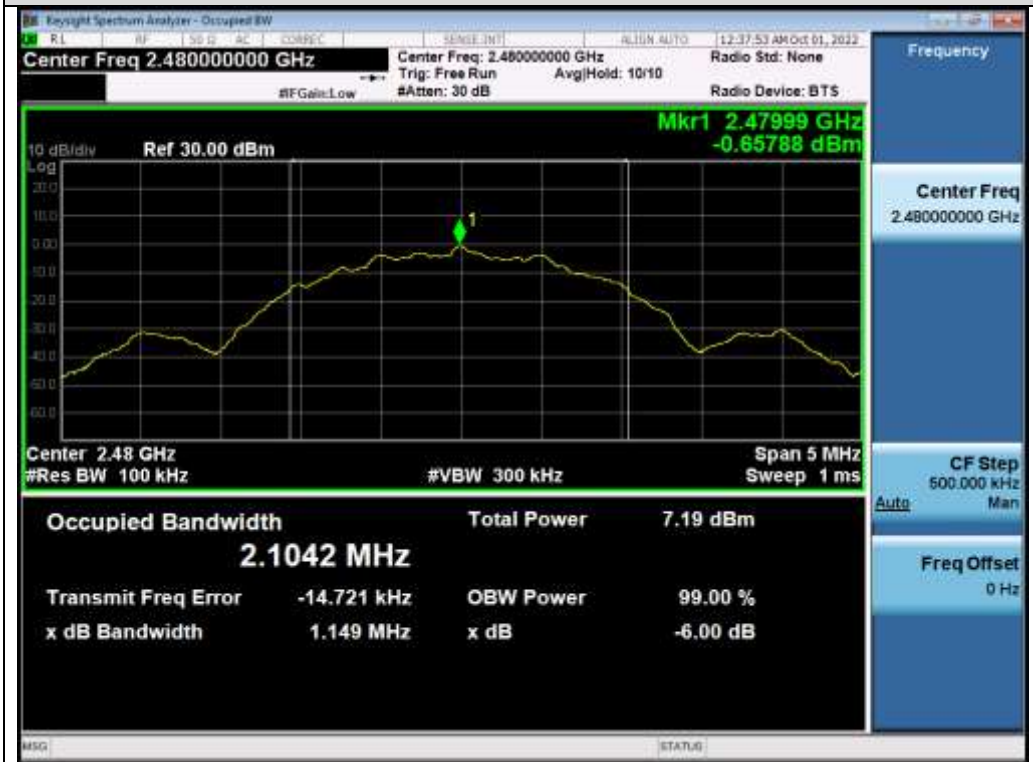 Keysight Spectrum Analyzer - Occupied BW
RL RF 50 Ω AC CORREC SENSE:INT ALIGN AUTO 12:37:53 AM Oct 01, 2022
Center Freq 2.480000000 GHz
Center Freq: 2.480000000 GHz
Radio Std: None
Trig: Free Run Avg|Hold: 10/10
#IFGain:Low
#Atten: 30 dB
Radio Device: BTS
Mkr1 2.47999 GHz
-0.65788 dBm
10 dB/div Ref 30.00 dBm
Log
20.0
10.0
0.00
1
-10.0
-20.0
-30.0
-40.0
-50.0
-60.0
Center 2.48 GHz Span 5 MHz
#Res BW 100 kHz #VBW 300 kHz Sweep 1 ms
Occupied Bandwidth Total Power 7.19 dBm
2.1042 MHz
Transmit Freq Error -14.721 kHz OBW Power 99.00 %
x dB Bandwidth 1.149 MHz x dB -6.00 dB
MSG STATUS
Frequency
Center Freq
2.480000000 GHz
CF Step
500.000 kHz
Auto Man
Freq Offset
0 Hz